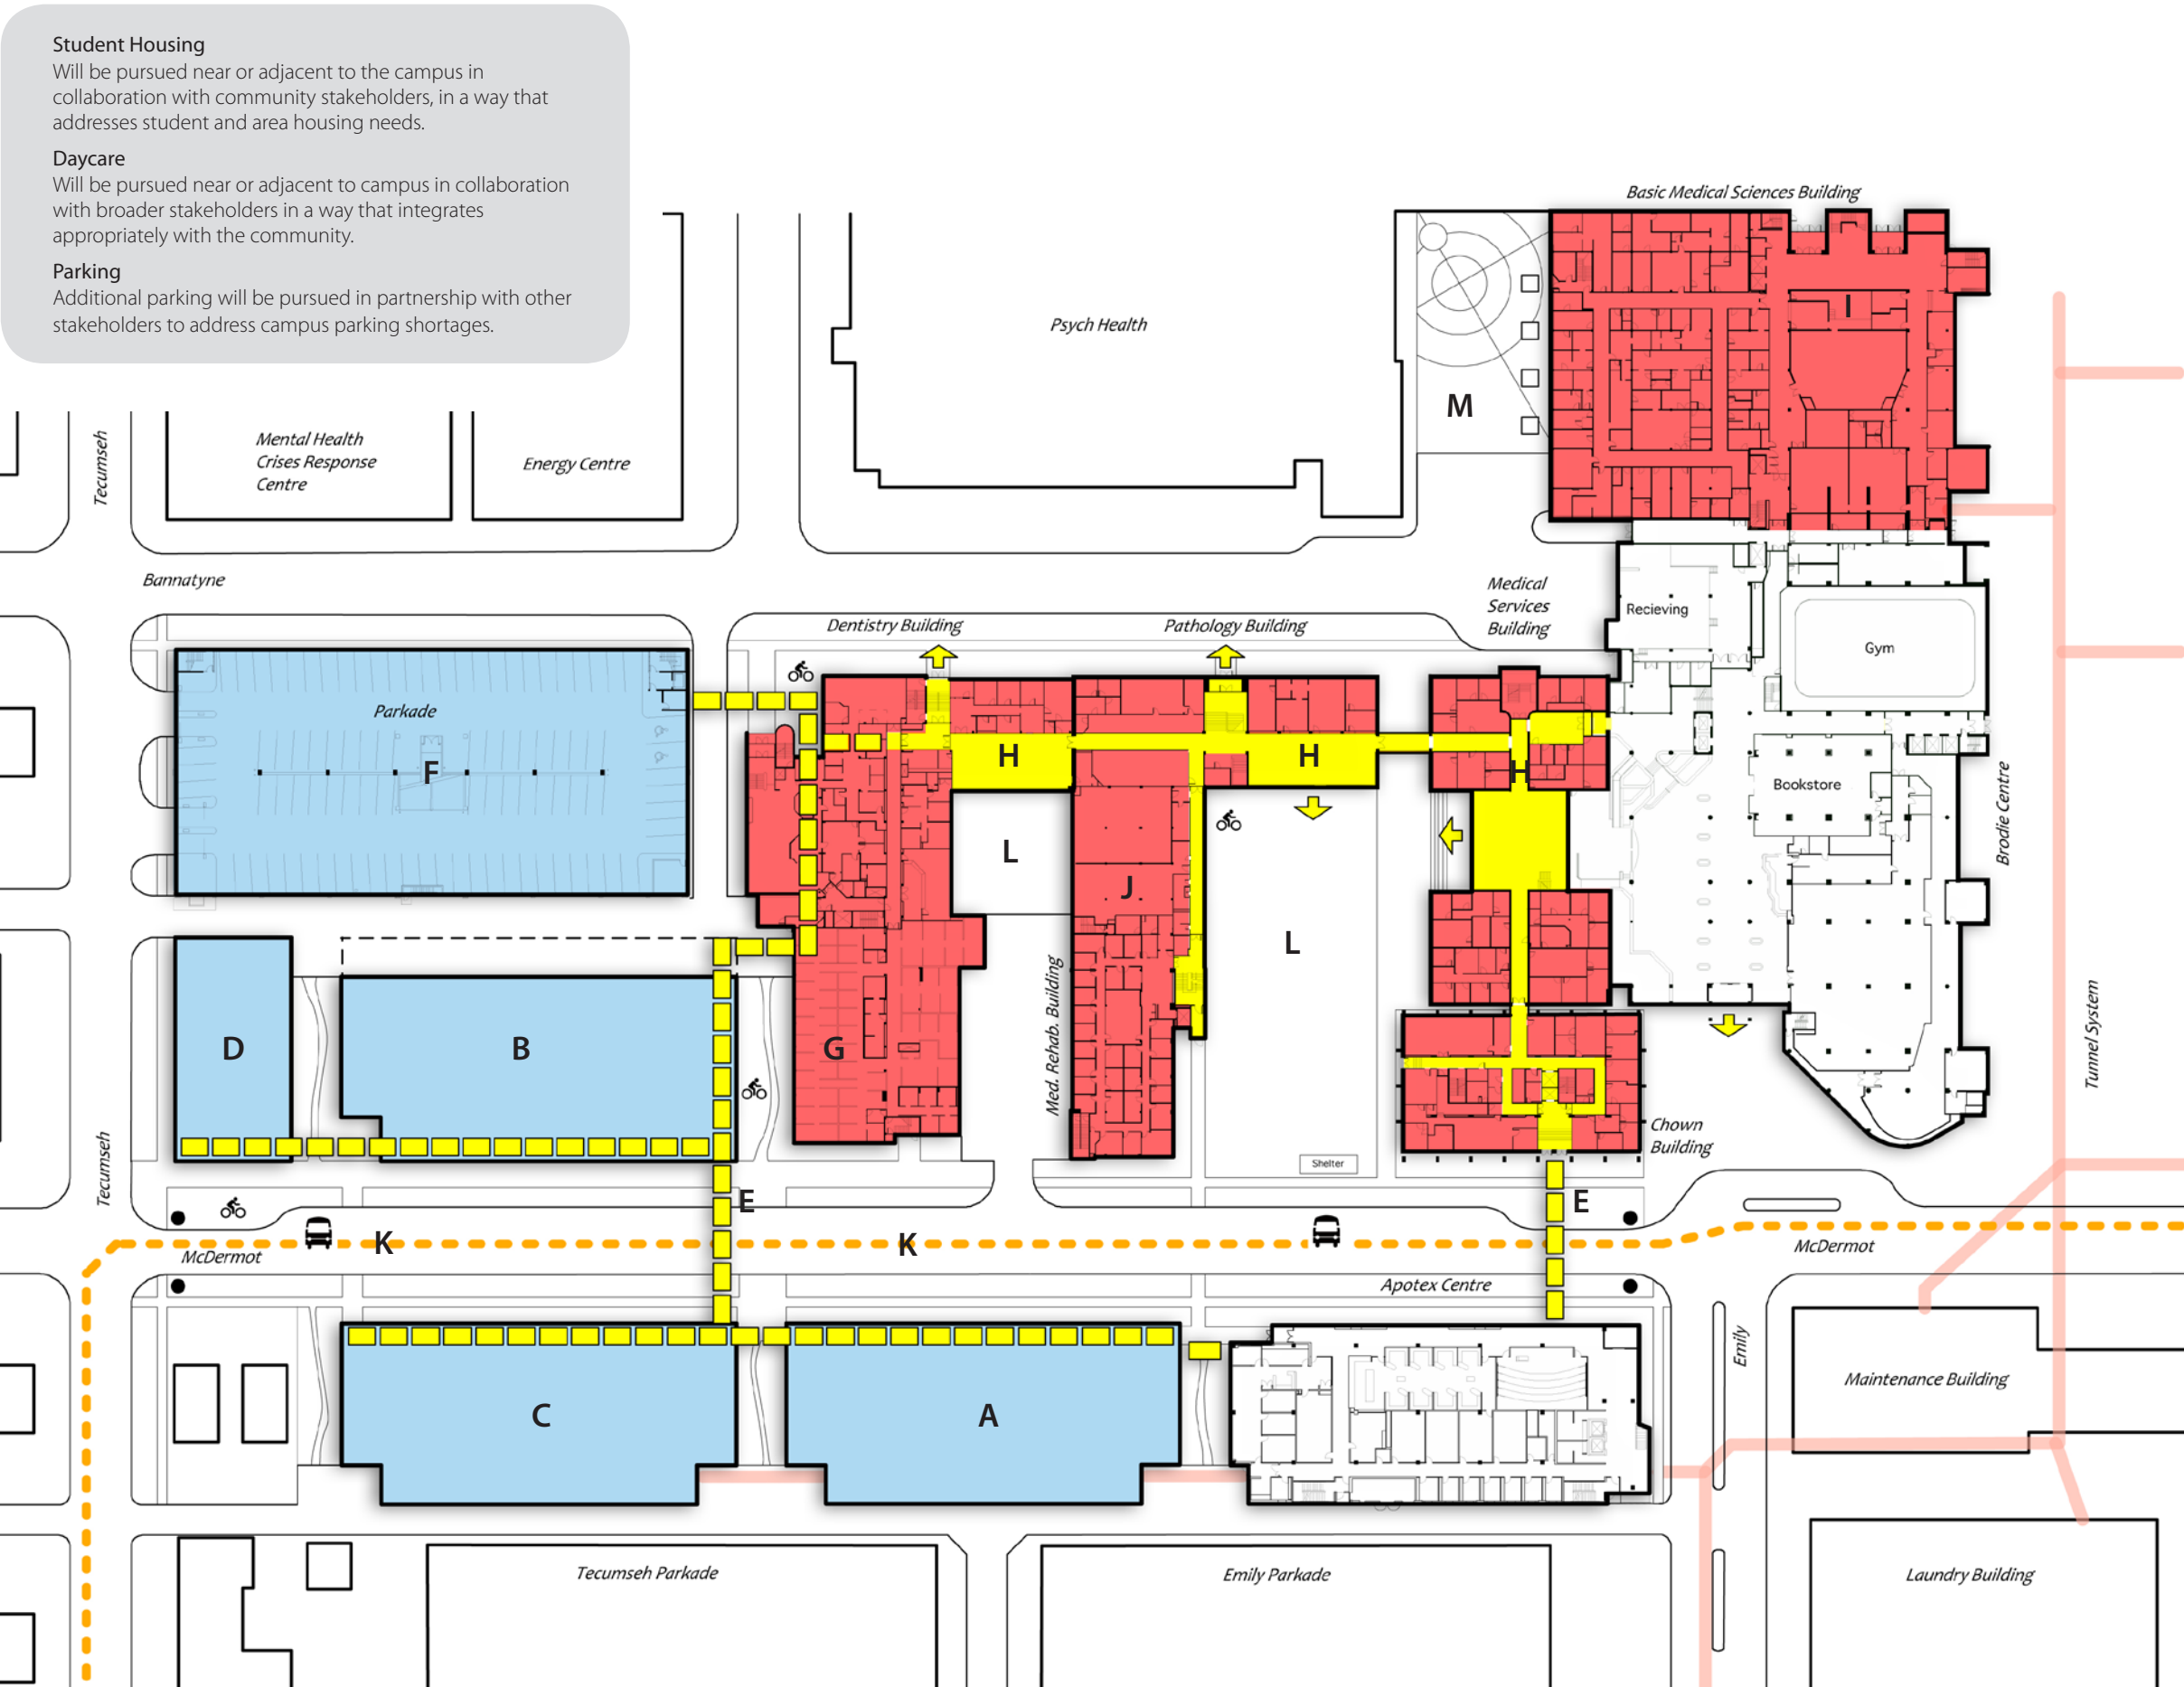 Student Housing
Will be pursued near or adjacent to the campus in
collaboration with community stakeholders, in a way that
addresses student and area housing needs.
Daycare
Will be pursued near or adjacent to campus in collaboration
with broader stakeholders in a way that integrates
appropriately with the community.
Parking
Additional parking will be pursued in partnership with other
stakeholders to address campus parking shortages.
Basic Medical Sciences Building
I
Psych Health
M
Tecumseh
Mental Health
Crises Response
Centre
Energy Centre
Bannatyne
Medical
Services
Building
Recieving
Dentistry Building
Pathology Building
Gym
Parkade
F
H
H
H
Bookstore
Brodie Centre
L
J
L
Med. Rehab. Building
Tunnel System
D
B
G
Chown
Building
Shelter
Tecumseh
E
E
K
K
McDermot
McDermot
Apotex Centre
Emily
Maintenance Building
C
A
Tecumseh Parkade
Emily Parkade
Laundry Building